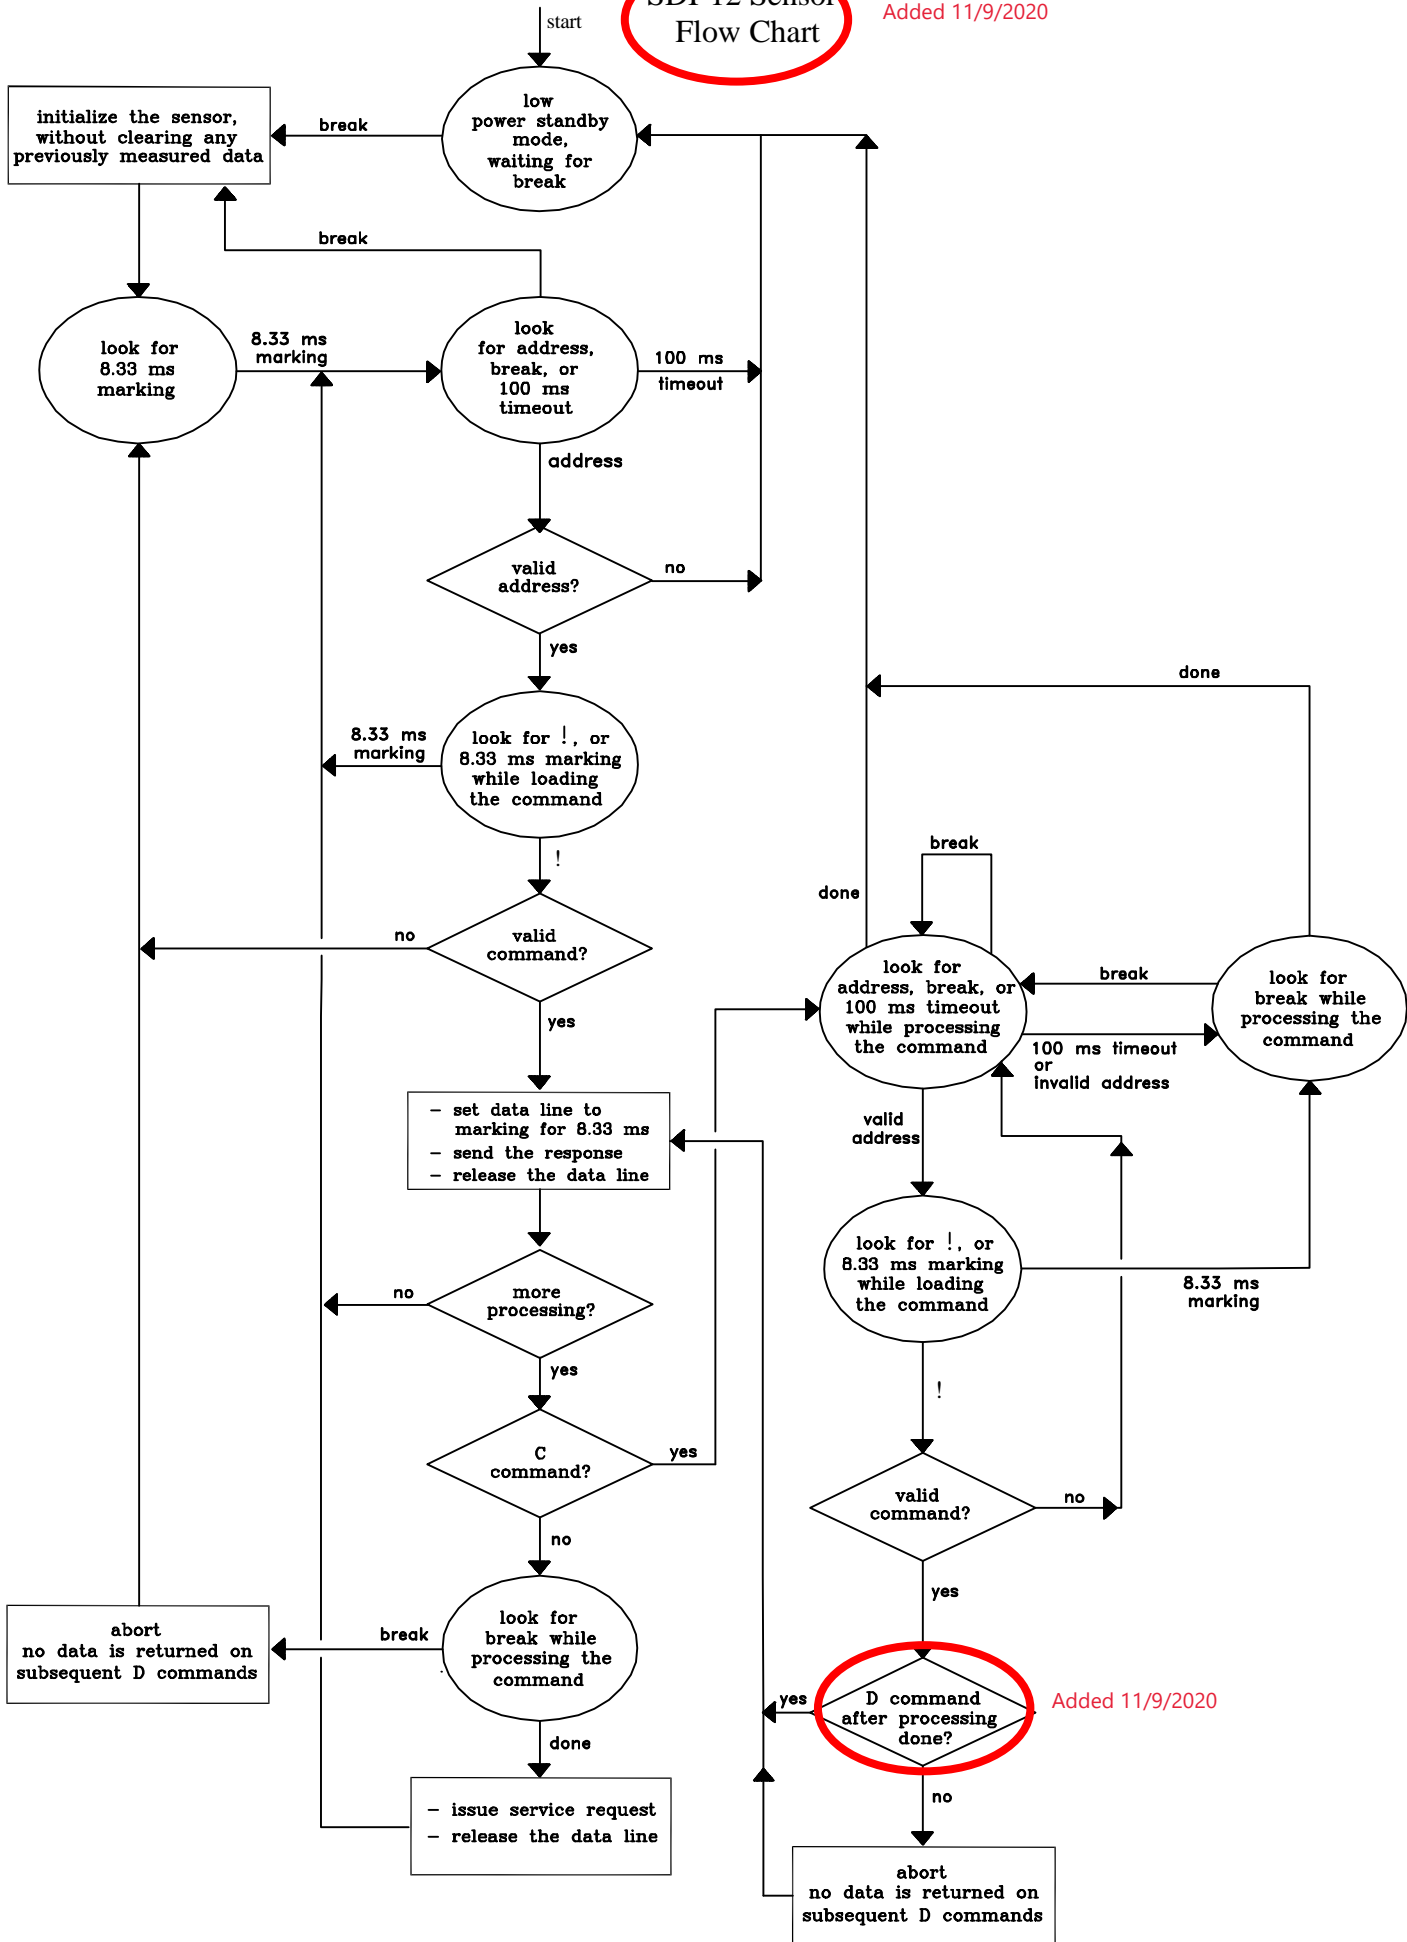 SDI-12 Sensor
Flow Chart
Added 11/9/2020
start
low
power standby
mode,
waiting for
break
break
initialize the sensor,
without clearing any
previously measured data
break
look for
8.33 ms
marking
8.33 ms
marking
look
for address,
break, or
100 ms
timeout
100 ms
timeout
address
valid
address?
no
yes
look for !, or
8.33 ms marking
while loading
the command
8.33 ms
marking
!
valid
command?
no
yes
- set data line to
marking for 8.33 ms
- send the response
- release the data line
more
processing?
no
yes
C
command?
yes
no
look for
break while
processing the
command
break
abort
no data is returned on
subsequent D commands
done
- issue service request
- release the data line
done
done
break
look for
address, break, or
100 ms timeout
while processing
the command
break
look for
break while
processing the
command
100 ms timeout
or
invalid address
valid
address
look for !, or
8.33 ms marking
while loading
the command
8.33 ms
marking
!
valid
command?
no
yes
D command
after processing
done?
Added 11/9/2020
yes
no
abort
no data is returned on
subsequent D commands